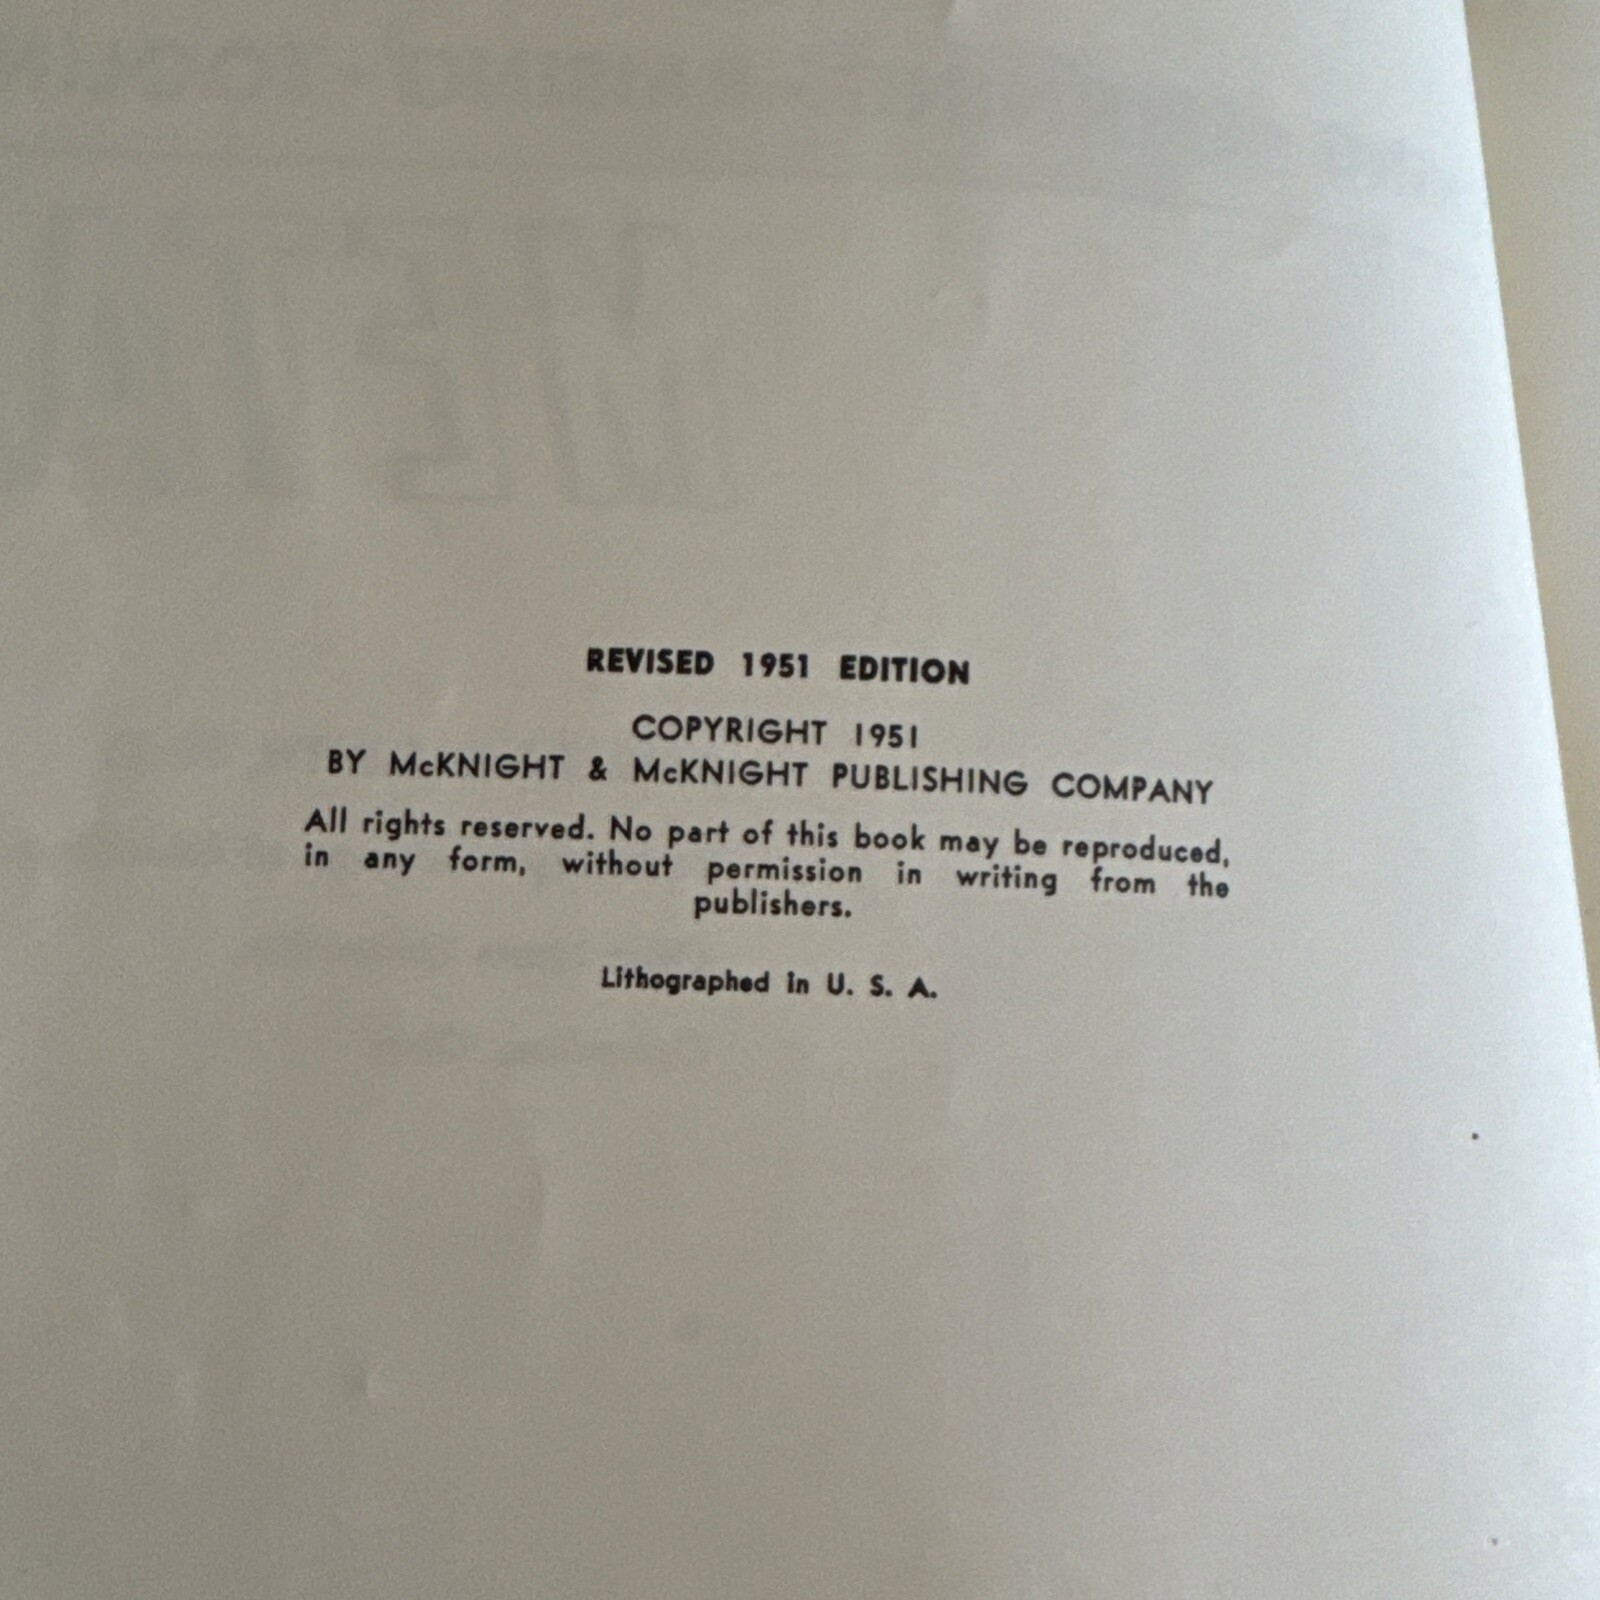 REVISED 1951 EDITION
COPYRIGHT 1951
BY McKNIGHT & McKNIGHT PUBLISHING COMPANY
All rights reserved. No part of this book may be reproduced,
in any form, without permission in writing from the
publishers.
Lithographed in U. S. A.